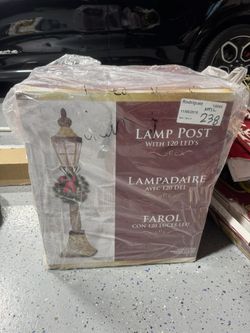 238
LAMP POST
WITH 120 LED's
LAMPADAIRE
AVEC 120 DEL
FAROL
CON 120 LUCES LED